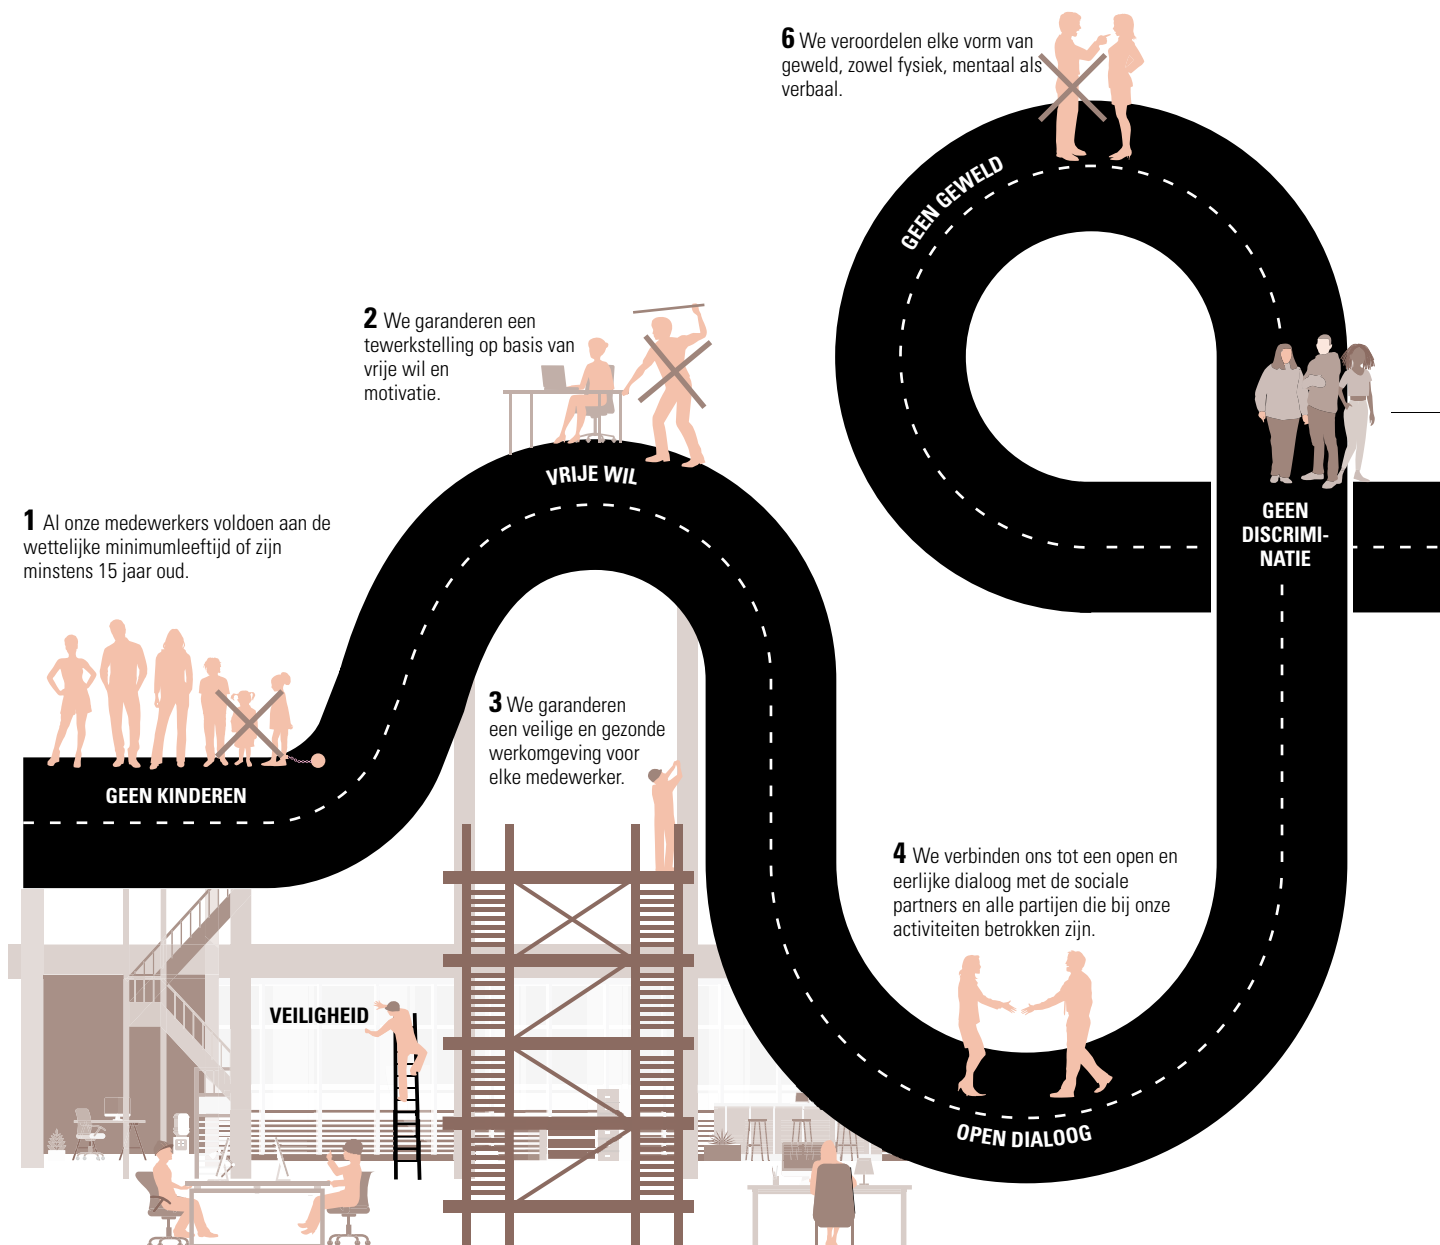 1 Al onze medewerkers voldoen aan de
wettelijke minimumleeftijd of zijn
minstens 15 jaar oud.
GEEN KINDEREN
2 We garanderen een
tewerkstelling op basis van
vrije wil en
motivatie.
VRIJE WIL
3 We garanderen
een veilige en gezonde
werkomgeving voor
elke medewerker.
VEILIGHEID
4 We verbinden ons tot een open en
eerlijke dialoog met de sociale
partners en alle partijen die bij onze
activiteiten betrokken zijn.
OPEN DIALOOG
GEEN
DISCRIMI-
NATIE
6 We veroordelen elke vorm van
geweld, zowel fysiek, mentaal als
verbaal.
GEEN GEWELD